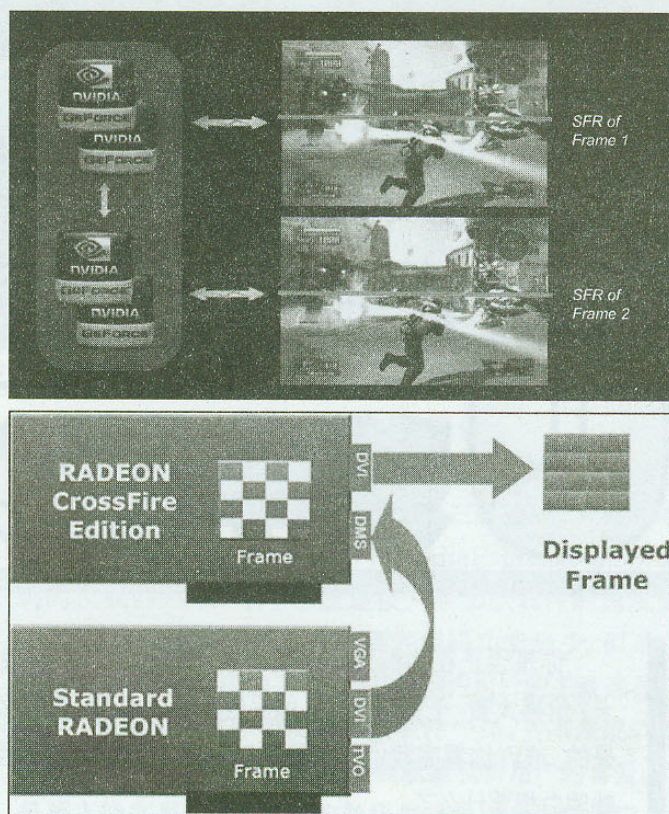 NVIDIA
GEFORCE
NVIDIA
GEFORCE
SFR of
Frame 1
NVIDIA
GEFORCE
NVIDIA
GEFORCE
SFR of
Frame 2
RADEON
CrossFire
Edition
Frame
DVI
DMS
Displayed
Frame
Standard
RADEON
Frame
VGA
DVI
TVO